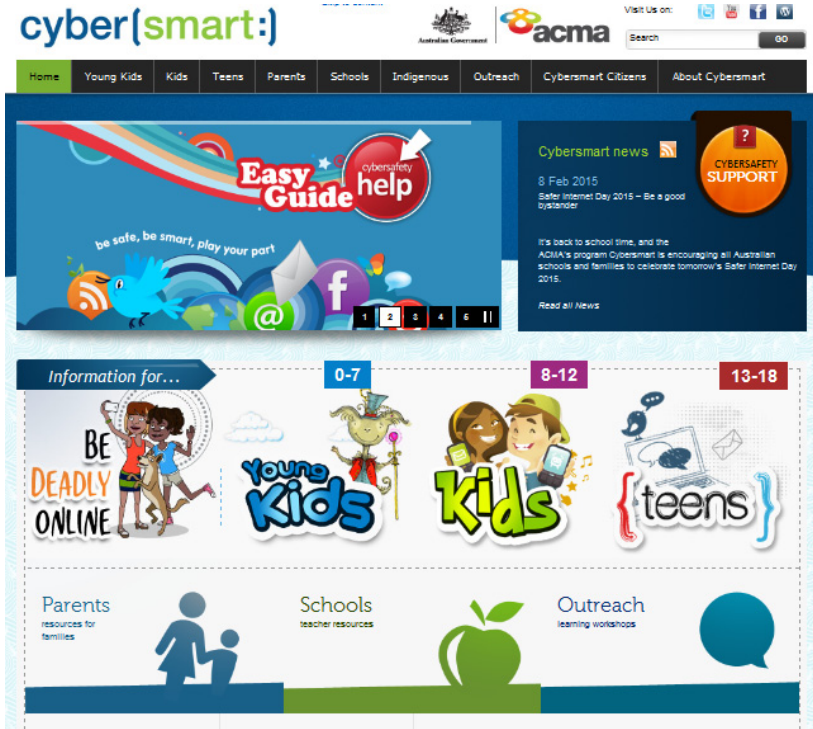 cyber(smart:)
Australian Government
acma
Visit Us on:
Search
GO
Home
Young Kids
Kids
Teens
Parents
Schools
Indigenous
Outreach
Cybersmart Citizens
About Cybersmart
Easy
Guide
cybersafety
help
be safe, be smart, play your part
f
@
1 2 3 4 5
Cybersmart news
8 Feb 2015
Safer Internet Day 2015 – Be a good
bystander
?
CYBERSAFETY
SUPPORT
It's back to school time, and the
ACMA's program Cybersmart is encouraging all Australian
schools and families to celebrate tomorrow's Safer Internet Day
2015.
Read all News
Information for...
0-7
8-12
13-18
BE
DEADLY
ONLINE
Young
Kids
Kids
{teens}
Parents
resources for
families
Schools
teacher resources
Outreach
learning workshops